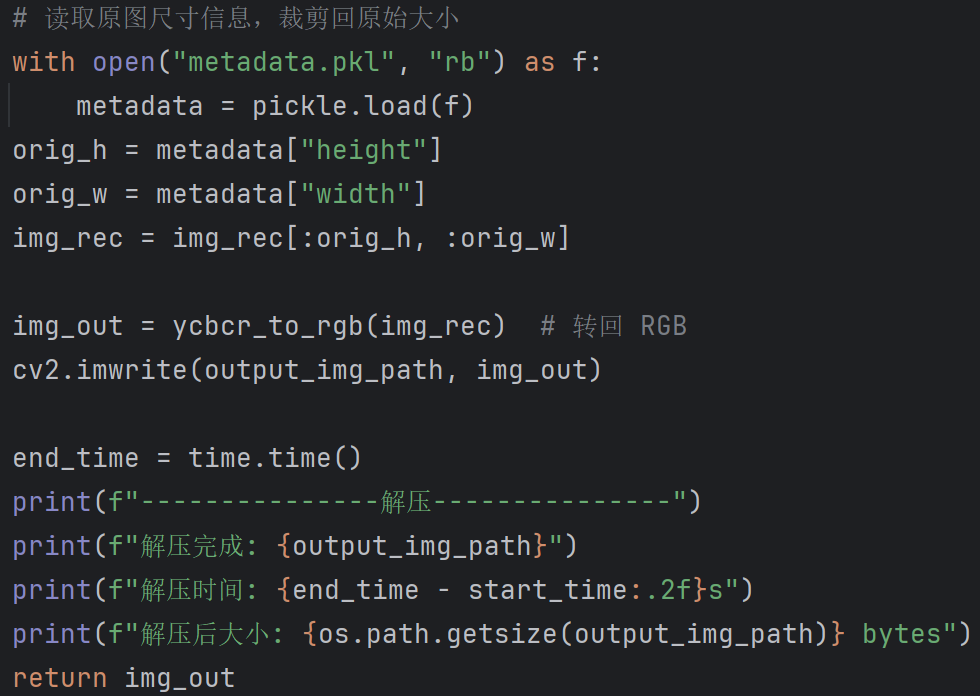 # 读取原图尺寸信息，裁剪回原始大小
with open("metadata.pkl", "rb") as f:
    metadata = pickle.load(f)
orig_h = metadata["height"]
orig_w = metadata["width"]
img_rec = img_rec[:orig_h, :orig_w]
img_out = ycbcr_to_rgb(img_rec)  # 转回 RGB
cv2.imwrite(output_img_path, img_out)
end_time = time.time()
print(f"---------------解压---------------")
print(f"解压完成: {output_img_path}")
print(f"解压时间: {end_time - start_time:.2f}s")
print(f"解压后大小: {os.path.getsize(output_img_path)} bytes")
return img_out